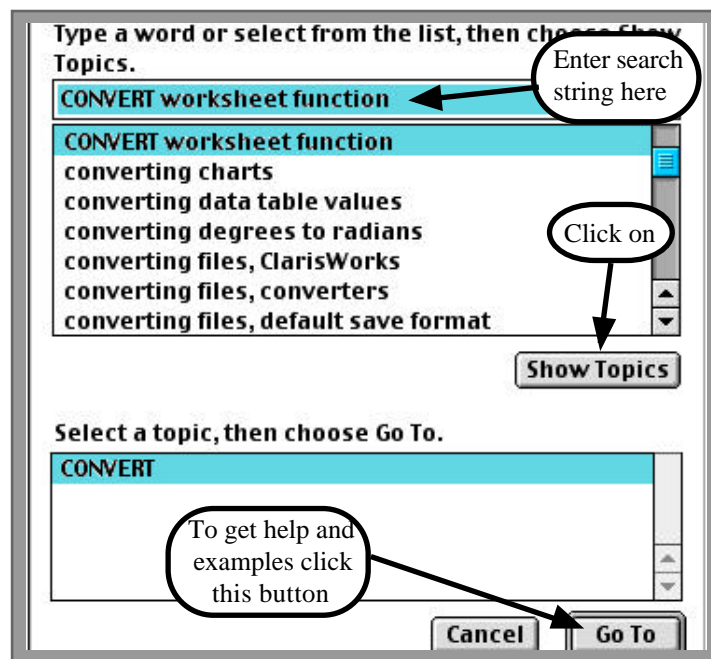 Type a word or select from the list, then choose Show
Topics.
Enter search
string here
CONVERT worksheet function
CONVERT worksheet function
converting charts
converting data table values
converting degrees to radians
converting files, ClarisWorks
converting files, converters
converting files, default save format
Click on
Show Topics
Select a topic, then choose Go To.
CONVERT
To get help and
examples click
this button
Cancel
Go To